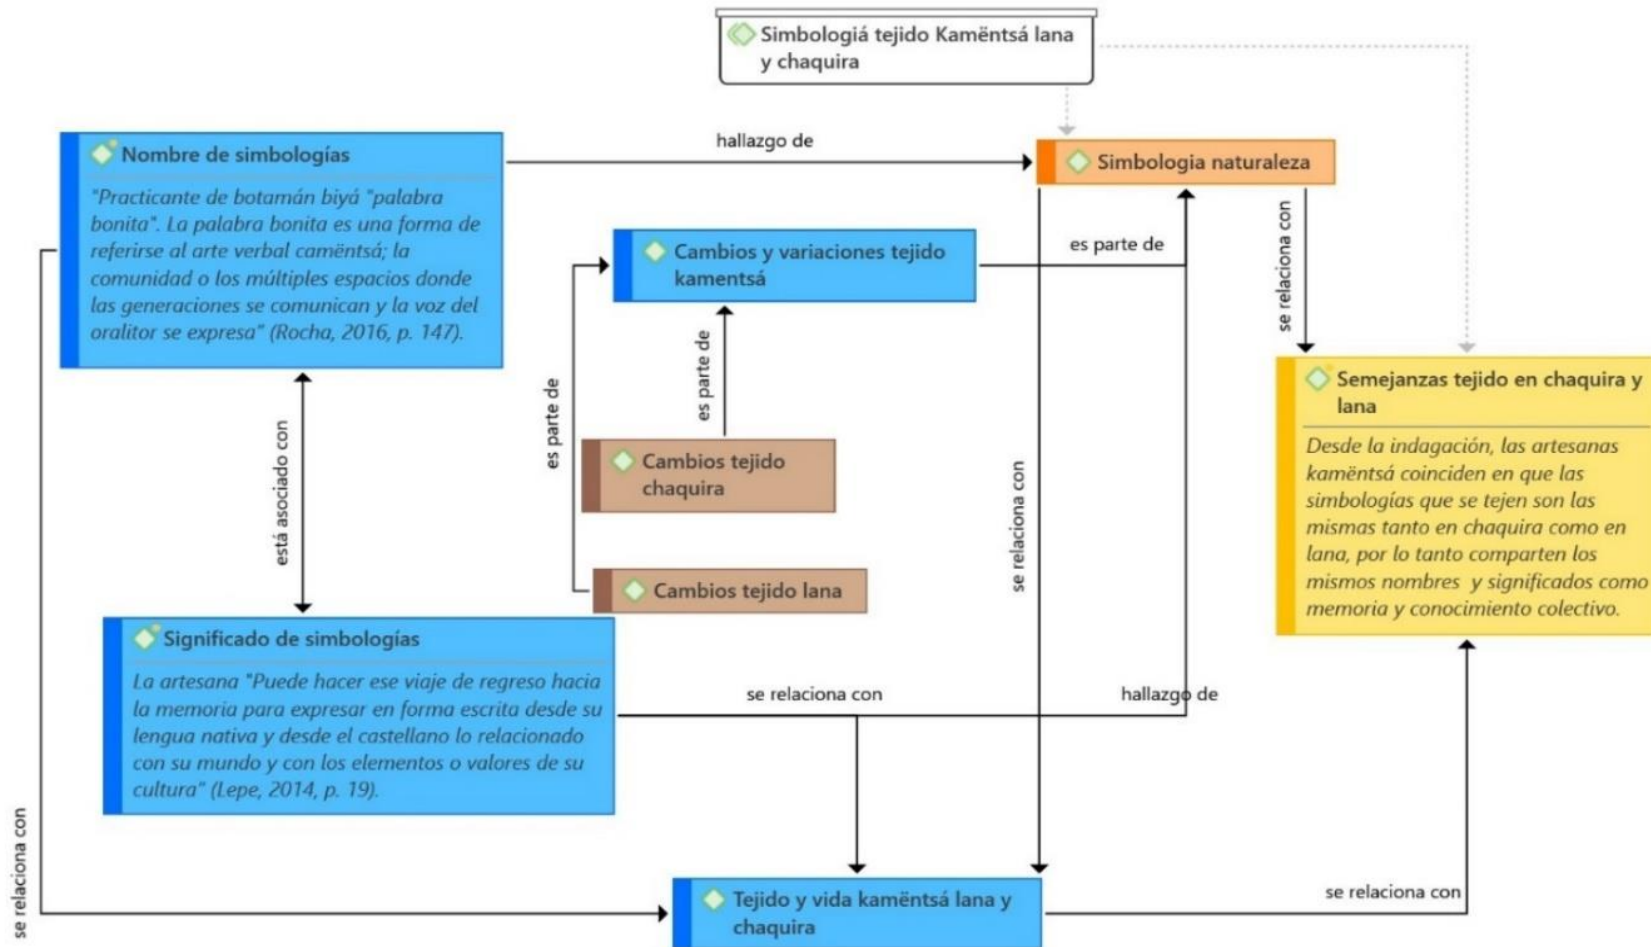 Simbologiá tejido Kamëntsá lana
y chaquira
hallazgo de
Nombre de simbologías
"Practicante de botamán biyá "palabra
bonita". La palabra bonita es una forma de
referirse al arte verbal camëntsá; la
comunidad o los múltiples espacios donde
las generaciones se comunican y la voz del
oralitor se expresa" (Rocha, 2016, p. 147).
Simbologia naturaleza
se relaciona con
es parte de
Cambios y variaciones tejido
kamentsá
es parte de
es parte de
Cambios tejido
chaquira
Cambios tejido lana
está asociado con
se relaciona con
Semejanzas tejido en chaquira y
lana
Desde la indagación, las artesanas
kamëntsá coinciden en que las
simbologías que se tejen son las
mismas tanto en chaquira como en
lana, por lo tanto comparten los
mismos nombres y significados como
memoria y conocimiento colectivo.
Significado de simbologías
La artesana "Puede hacer ese viaje de regreso hacia
la memoria para expresar en forma escrita desde su
lengua nativa y desde el castellano lo relacionado
con su mundo y con los elementos o valores de su
cultura" (Lepe, 2014, p. 19).
se relaciona con
hallazgo de
se relaciona con
Tejido y vida kamëntsá lana y
chaquira
se relaciona con